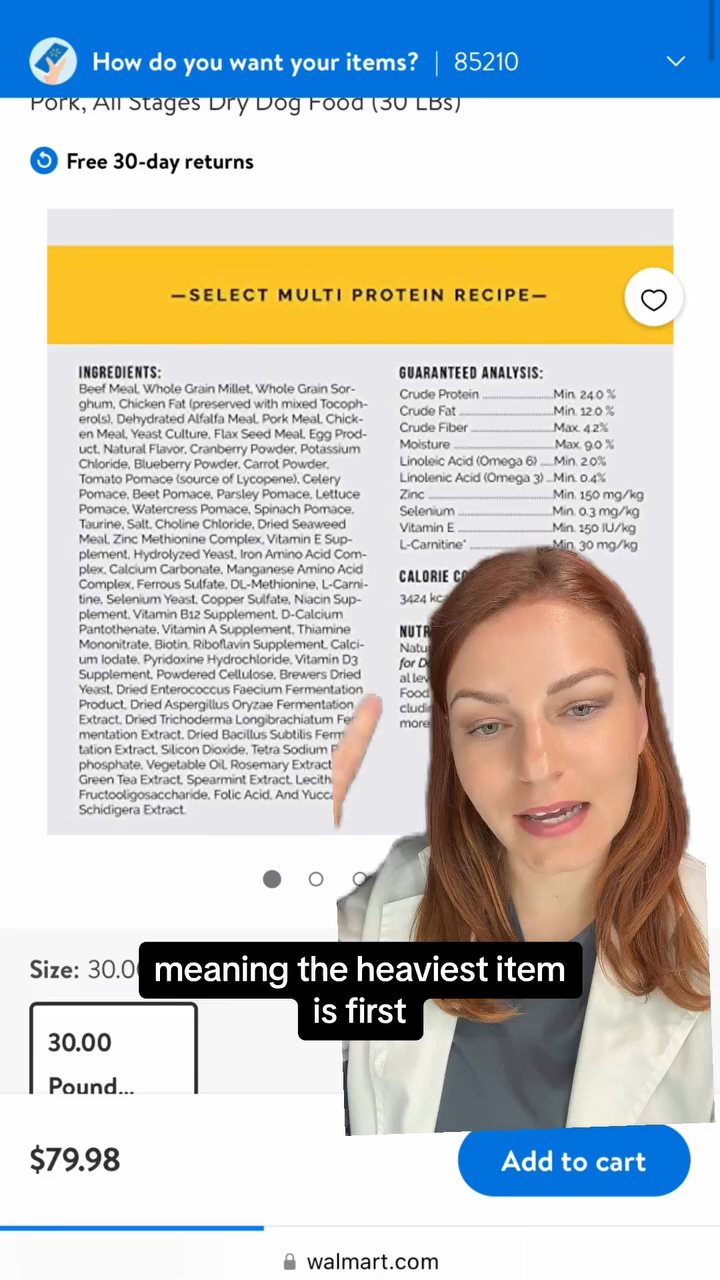 How do you want your items? | 85210
Pork, All Stages Dry Dog Food (30 LBs)
Free 30-day returns
—SELECT MULTI PROTEIN RECIPE—
INGREDIENTS:
Beef Meal, Whole Grain Millet, Whole Grain Sor-
ghum, Chicken Fat (preserved with mixed Tocoph-
erols), Dehydrated Alfalfa Meal, Pork Meal, Chick-
en Meal, Yeast Culture, Flax Seed Meal, Egg Prod-
uct, Natural Flavor, Cranberry Powder, Potassium
Chloride, Blueberry Powder, Carrot Powder,
Tomato Pomace (source of Lycopene), Celery
Pomace, Beet Pomace, Parsley Pomace, Lettuce
Pomace, Watercress Pomace, Spinach Pomace,
Taurine, Salt, Choline Chloride, Dried Seaweed
Meal, Zinc Methionine Complex, Vitamin E Sup-
plement, Hydrolyzed Yeast, Iron Amino Acid Com-
plex, Calcium Carbonate, Manganese Amino Acid
Complex, Ferrous Sulfate, DL-Methionine, L-Carni-
tine, Selenium Yeast, Copper Sulfate, Niacin Sup-
plement, Vitamin B12 Supplement, D-Calcium
Pantothenate, Vitamin A Supplement, Thiamine
Mononitrate, Biotin, Riboflavin Supplement, Calci-
um Iodate, Pyridoxine Hydrochloride, Vitamin D3
Supplement, Powdered Cellulose, Brewers Dried
Yeast, Dried Enterococcus Faecium Fermentation
Product, Dried Aspergillus Oryzae Fermentation
Extract, Dried Trichoderma Longibrachiatum Fe
mentation Extract, Dried Bacillus Subtilis Ferm
tation Extract, Silicon Dioxide, Tetra Sodium P
phosphate, Vegetable Oil, Rosemary Extract
Green Tea Extract, Spearmint Extract, Lecith
Fructooligosaccharide, Folic Acid, And Yucca
Schidigera Extract.
GUARANTEED ANALYSIS:
Crude Protein ........ Min. 24.0 %
Crude Fat ........ Min. 12.0 %
Crude Fiber ........ Max. 4.2%
Moisture ........ Max. 9.0 %
Linoleic Acid (Omega 6) .... Min. 2.0%
Linolenic Acid (Omega 3) .. Min. 0.4%
Zinc ........ Min. 150 mg/kg
Selenium ........ Min. 0.3 mg/kg
Vitamin E ........ Min. 150 IU/kg
L-Carnitine* ........ Min. 30 mg/kg
CALORIE CO
3424 kc
NUTR
Natu
for D
al lev
Food
cludi
more
Size: 30.0
meaning the heaviest item
is first
30.00
Pound...
$79.98
Add to cart
walmart.com